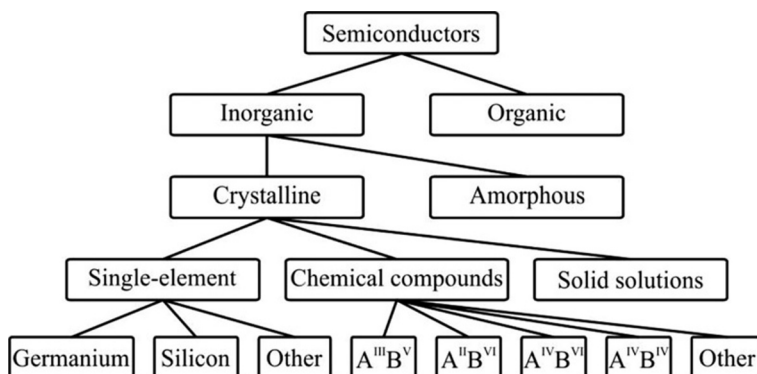 Semiconductors
Inorganic
Organic
Crystalline
Amorphous
Single-element
Chemical compounds
Solid solutions
Germanium
Silicon
Other
AᴵᴵᴵBⱽ
AᴵᴵBⱽᴵ
AᴵⱽBⱽᴵ
AᴵⱽBᴵⱽ
Other